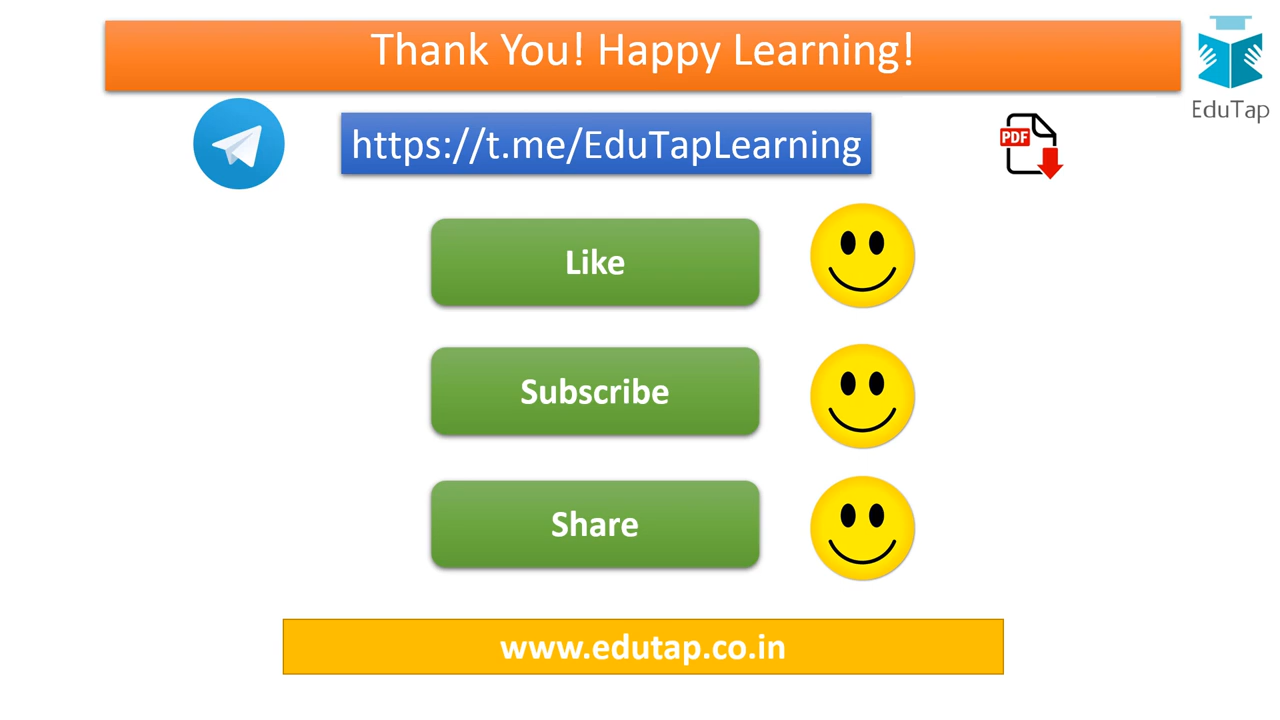 Thank You! Happy Learning!
EduTap
https://t.me/EduTapLearning
PDF
Like
Subscribe
Share
www.edutap.co.in